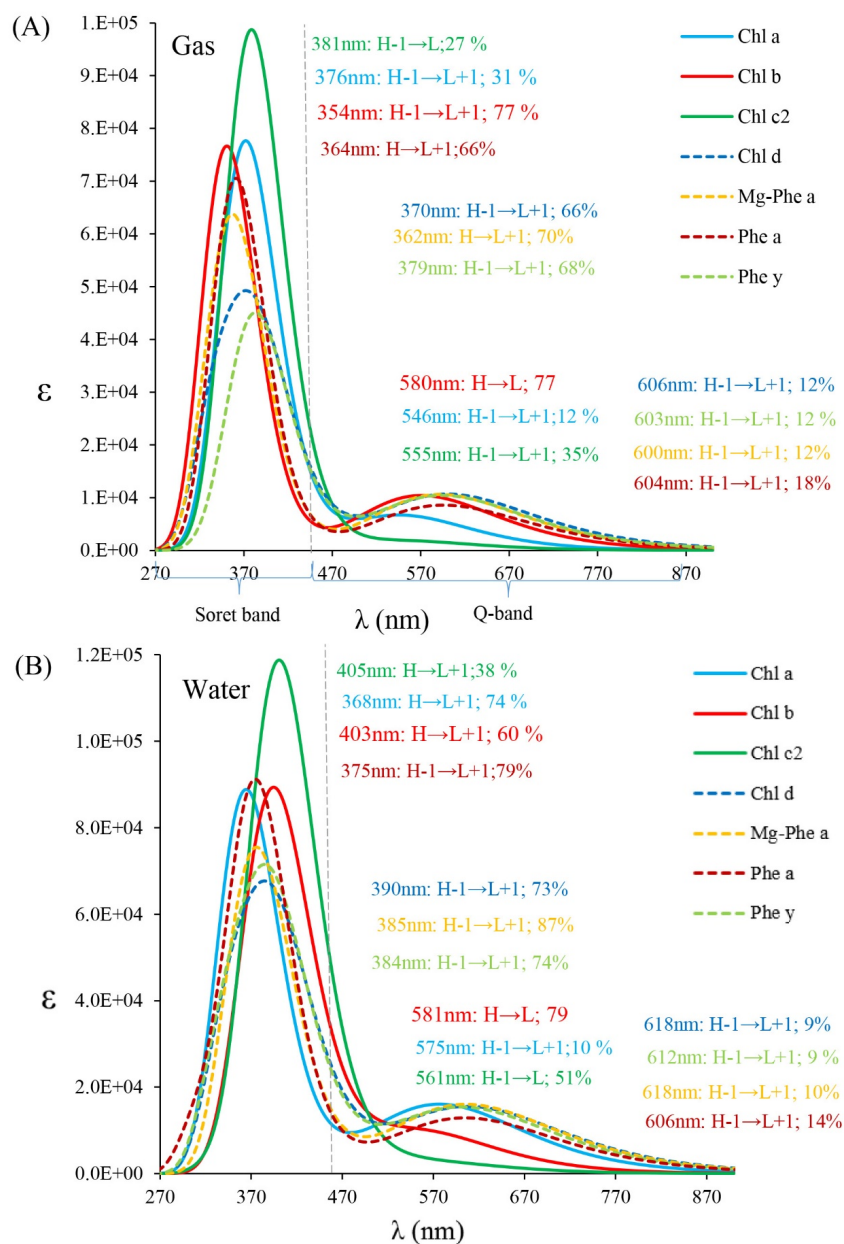 (A)
Gas
1.E+05
9.E+04
8.E+04
7.E+04
6.E+04
5.E+04
4.E+04
3.E+04
2.E+04
1.E+04
0.E+00
ε
381nm: H-1→L;27 %
376nm: H-1→L+1; 31 %
354nm: H-1→L+1; 77 %
364nm: H→L+1;66%
370nm: H-1→L+1; 66%
362nm: H→L+1; 70%
379nm: H-1→L+1; 68%
580nm: H→L; 77
546nm: H-1→L+1;12 %
555nm: H-1→L+1; 35%
606nm: H-1→L+1; 12%
603nm: H-1→L+1; 12 %
600nm: H-1→L+1; 12%
604nm: H-1→L+1; 18%
Chl a
Chl b
Chl c2
Chl d
Mg-Phe a
Phe a
Phe y
270 370 470 570 670 770 870
Soret band
λ (nm)
Q-band
(B)
Water
1.2E+05
1.0E+05
8.0E+04
6.0E+04
4.0E+04
2.0E+04
0.0E+00
ε
405nm: H→L+1;38 %
368nm: H→L+1; 74 %
403nm: H→L+1; 60 %
375nm: H-1→L+1;79%
390nm: H-1→L+1; 73%
385nm: H-1→L+1; 87%
384nm: H-1→L+1; 74%
581nm: H→L; 79
575nm: H-1→L+1;10 %
561nm: H-1→L; 51%
618nm: H-1→L+1; 9%
612nm: H-1→L+1; 9 %
618nm: H-1→L+1; 10%
606nm: H-1→L+1; 14%
Chl a
Chl b
Chl c2
Chl d
Mg-Phe a
Phe a
Phe y
270 370 470 570 670 770 870
λ (nm)